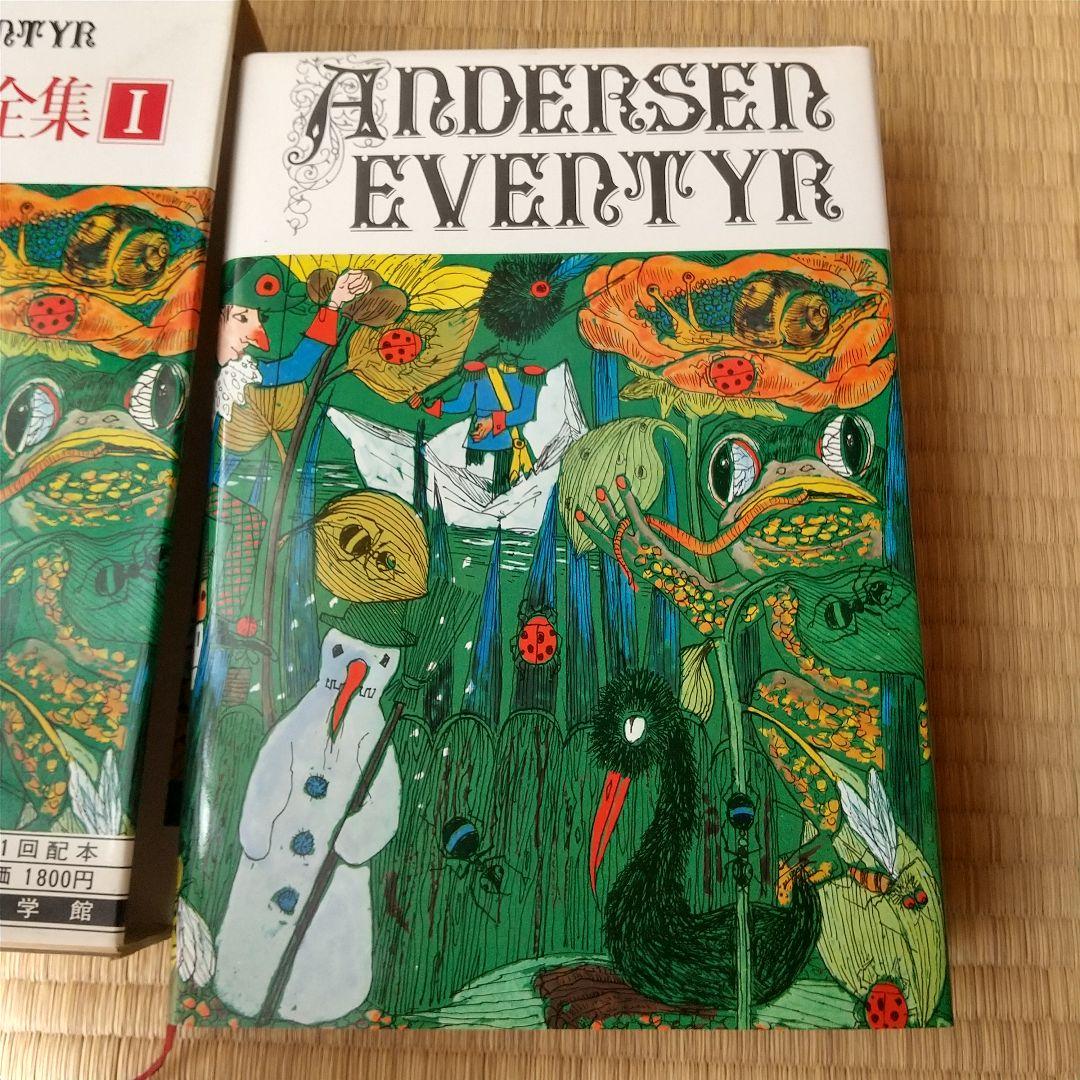 NTYR
全集 I
1回配本
価 1800円
学館
ANDERSEN
EVENTYR